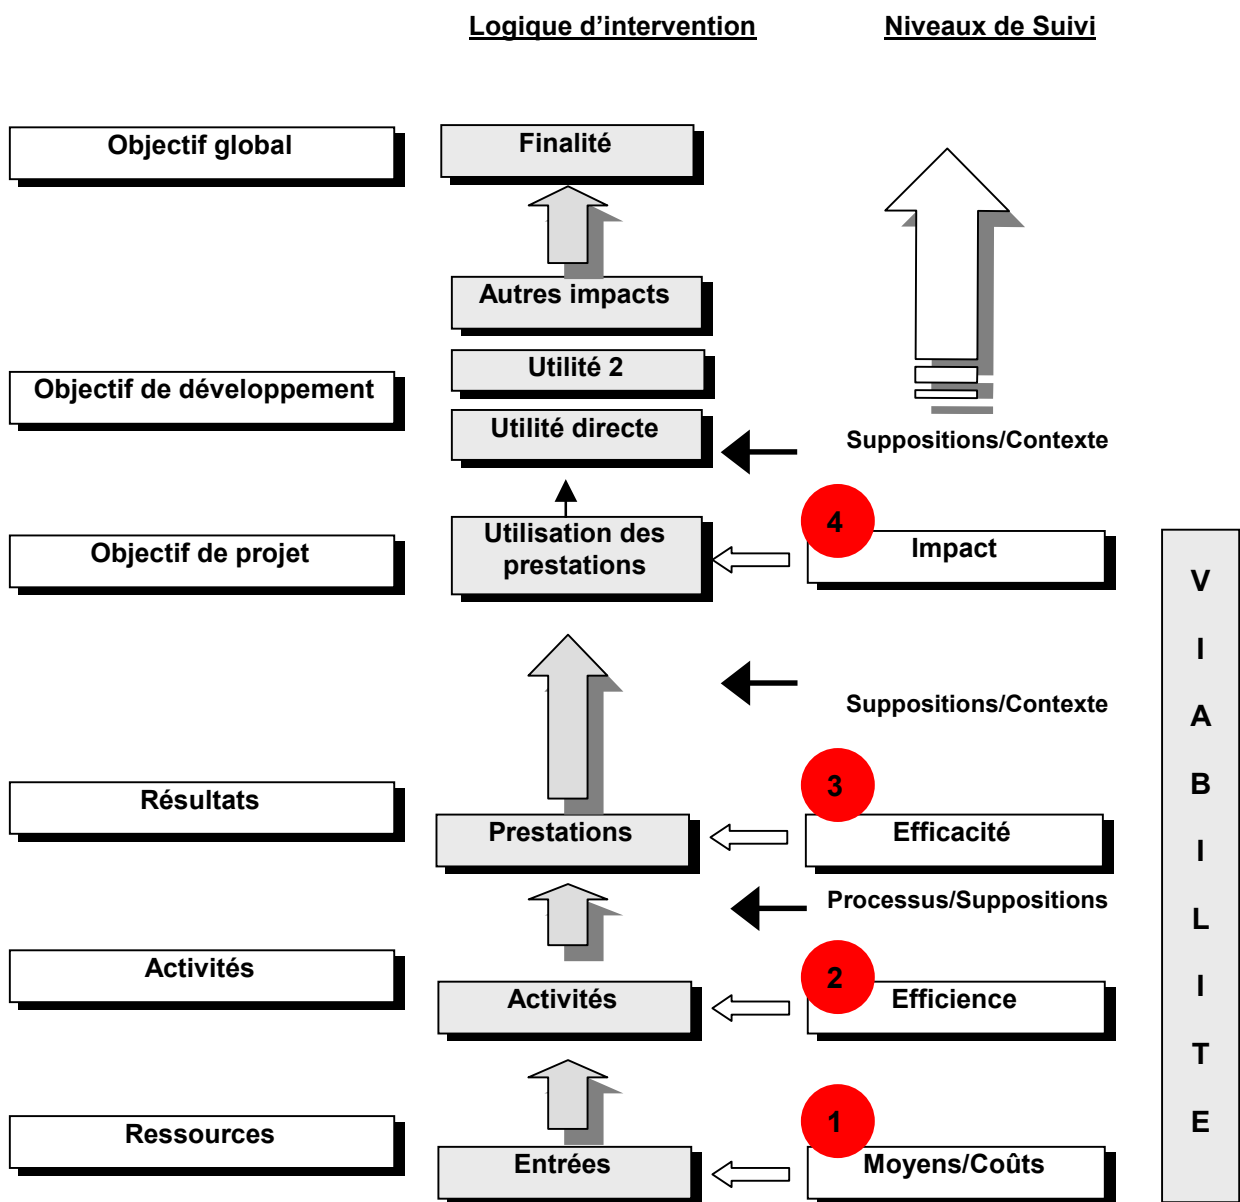 Logique d’intervention
Niveaux de Suivi
Objectif global
Finalité
Autres impacts
Utilité 2
Objectif de développement
Utilité directe
Suppositions/Contexte
4
Objectif de projet
Utilisation des
prestations
Impact
Suppositions/Contexte
3
Résultats
Prestations
Efficacité
Processus/Suppositions
2
Activités
Activités
Efficience
1
Ressources
Entrées
Moyens/Coûts
V
I
A
B
I
L
I
T
E